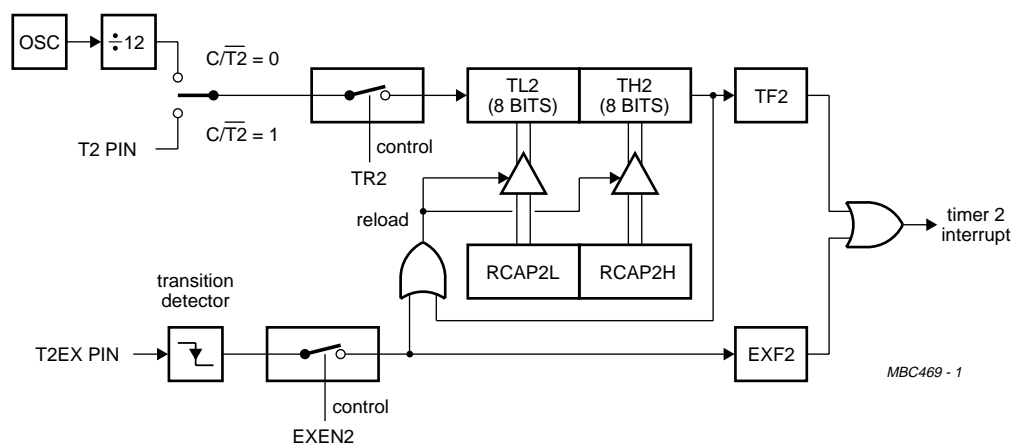 OSC
÷12
C/T2 = 0
C/T2 = 1
T2 PIN
control
TR2
TL2
(8 BITS)
TH2
(8 BITS)
TF2
reload
RCAP2L
RCAP2H
timer 2
interrupt
transition
detector
T2EX PIN
control
EXEN2
EXF2
MBC469 - 1